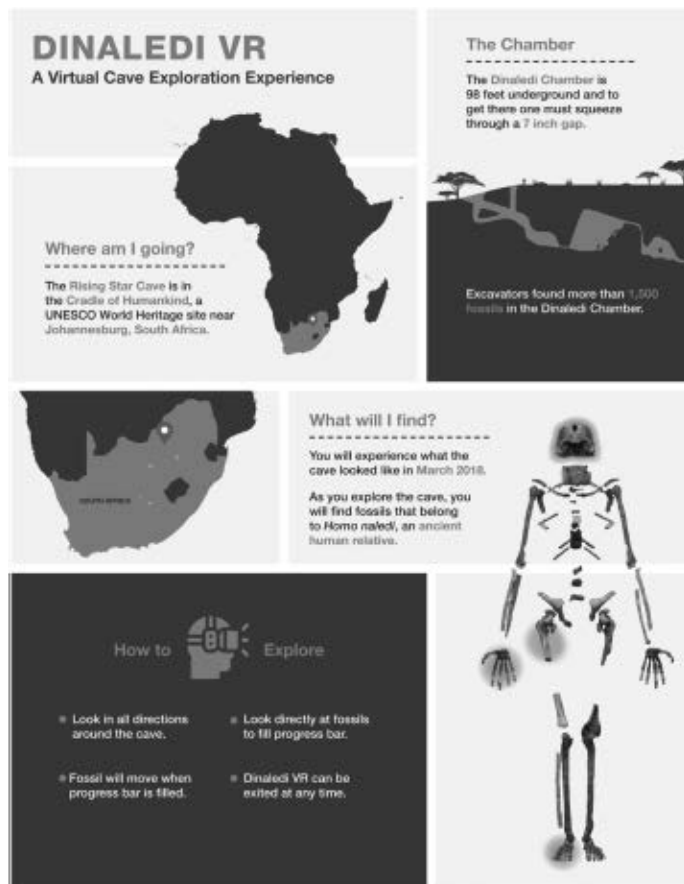 DINALEDI VR
A Virtual Cave Exploration Experience
Where am I going?
The Rising Star Cave is in
the Cradle of Humankind, a
UNESCO World Heritage site near
Johannesburg, South Africa.
The Chamber
The Dinaledi Chamber is
98 feet underground and to
get there one must squeeze
through a 7 inch gap.
Excavators found more than 1,500
fossils in the Dinaledi Chamber.
SOUTH AFRICA
What will I find?
You will experience what the
cave looked like in March 2018.
As you explore the cave, you
will find fossils that belong
to Homo naledi, an ancient
human relative.
How to Explore
Look in all directions
around the cave.
Look directly at fossils
to fill progress bar.
Fossil will move when
progress bar is filled.
Dinaledi VR can be
exited at any time.